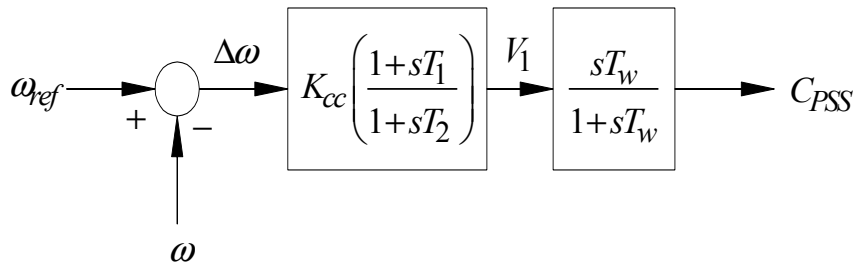 ω_ref
+
−
ω
Δω
K_cc((1+sT_1)/(1+sT_2))
V_1
sT_w/(1+sT_w)
C_PSS